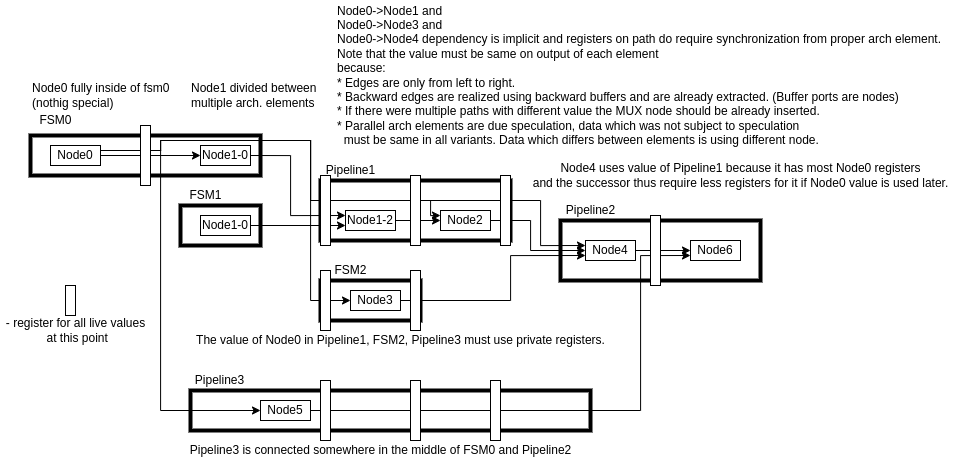 Node0->Node1 and
Node0->Node3 and
Node0->Node4 dependency is implicit and registers on path do require synchronization from proper arch element.
Note that the value must be same on output of each element
because:
* Edges are only from left to right.
* Backward edges are realized using backward buffers and are already extracted. (Buffer ports are nodes)
* If there were multiple paths with different value the MUX node should be already inserted.
* Parallel arch elements are due speculation, data which was not subject to speculation
must be same in all variants. Data which differs between elements is using different node.
Node0 fully inside of fsm0
(nothig special)
Node1 divided between
multiple arch. elements
FSM0
Node0
Node1-0
FSM1
Node1-0
Pipeline1
Node1-2
Node2
Node4 uses value of Pipeline1 because it has most Node0 registers
and the successor thus require less registers for it if Node0 value is used later.
Pipeline2
Node4
Node6
FSM2
Node3
- register for all live values
at this point
The value of Node0 in Pipeline1, FSM2, Pipeline3 must use private registers.
Pipeline3
Node5
Pipeline3 is connected somewhere in the middle of FSM0 and Pipeline2